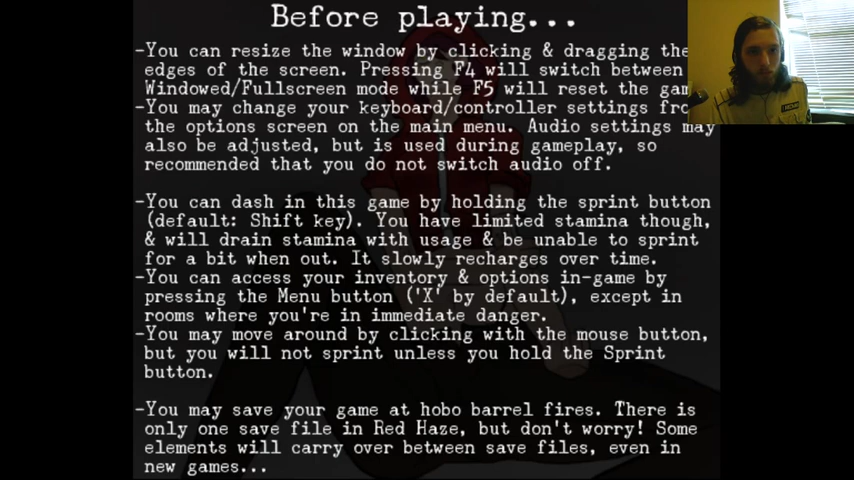 Before playing...
-You can resize the window by clicking & dragging the
edges of the screen. Pressing F4 will switch between
Windowed/Fullscreen mode while F5 will reset the gam
-You may change your keyboard/controller settings fro
the options screen on the main menu. Audio settings may
also be adjusted, but is used during gameplay, so
recommended that you do not switch audio off.
-You can dash in this game by holding the sprint button
(default: Shift key). You have limited stamina though,
& will drain stamina with usage & be unable to sprint
for a bit when out. It slowly recharges over time.
-You can access your inventory & options in-game by
pressing the Menu button ('X' by default), except in
rooms where you're in immediate danger.
-You may move around by clicking with the mouse button,
but you will not sprint unless you hold the Sprint
button.
-You may save your game at hobo barrel fires. There is
only one save file in Red Haze, but don't worry! Some
elements will carry over between save files, even in
new games...